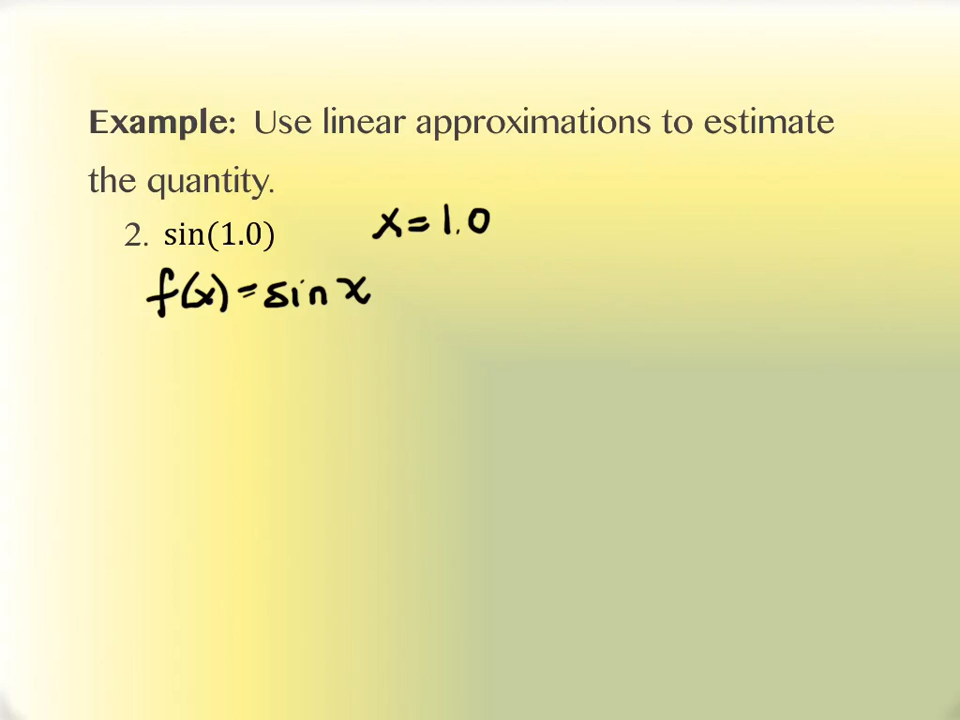 Example: Use linear approximations to estimate
the quantity.
2. sin(1.0) x = 1.0
f(x) = sin x